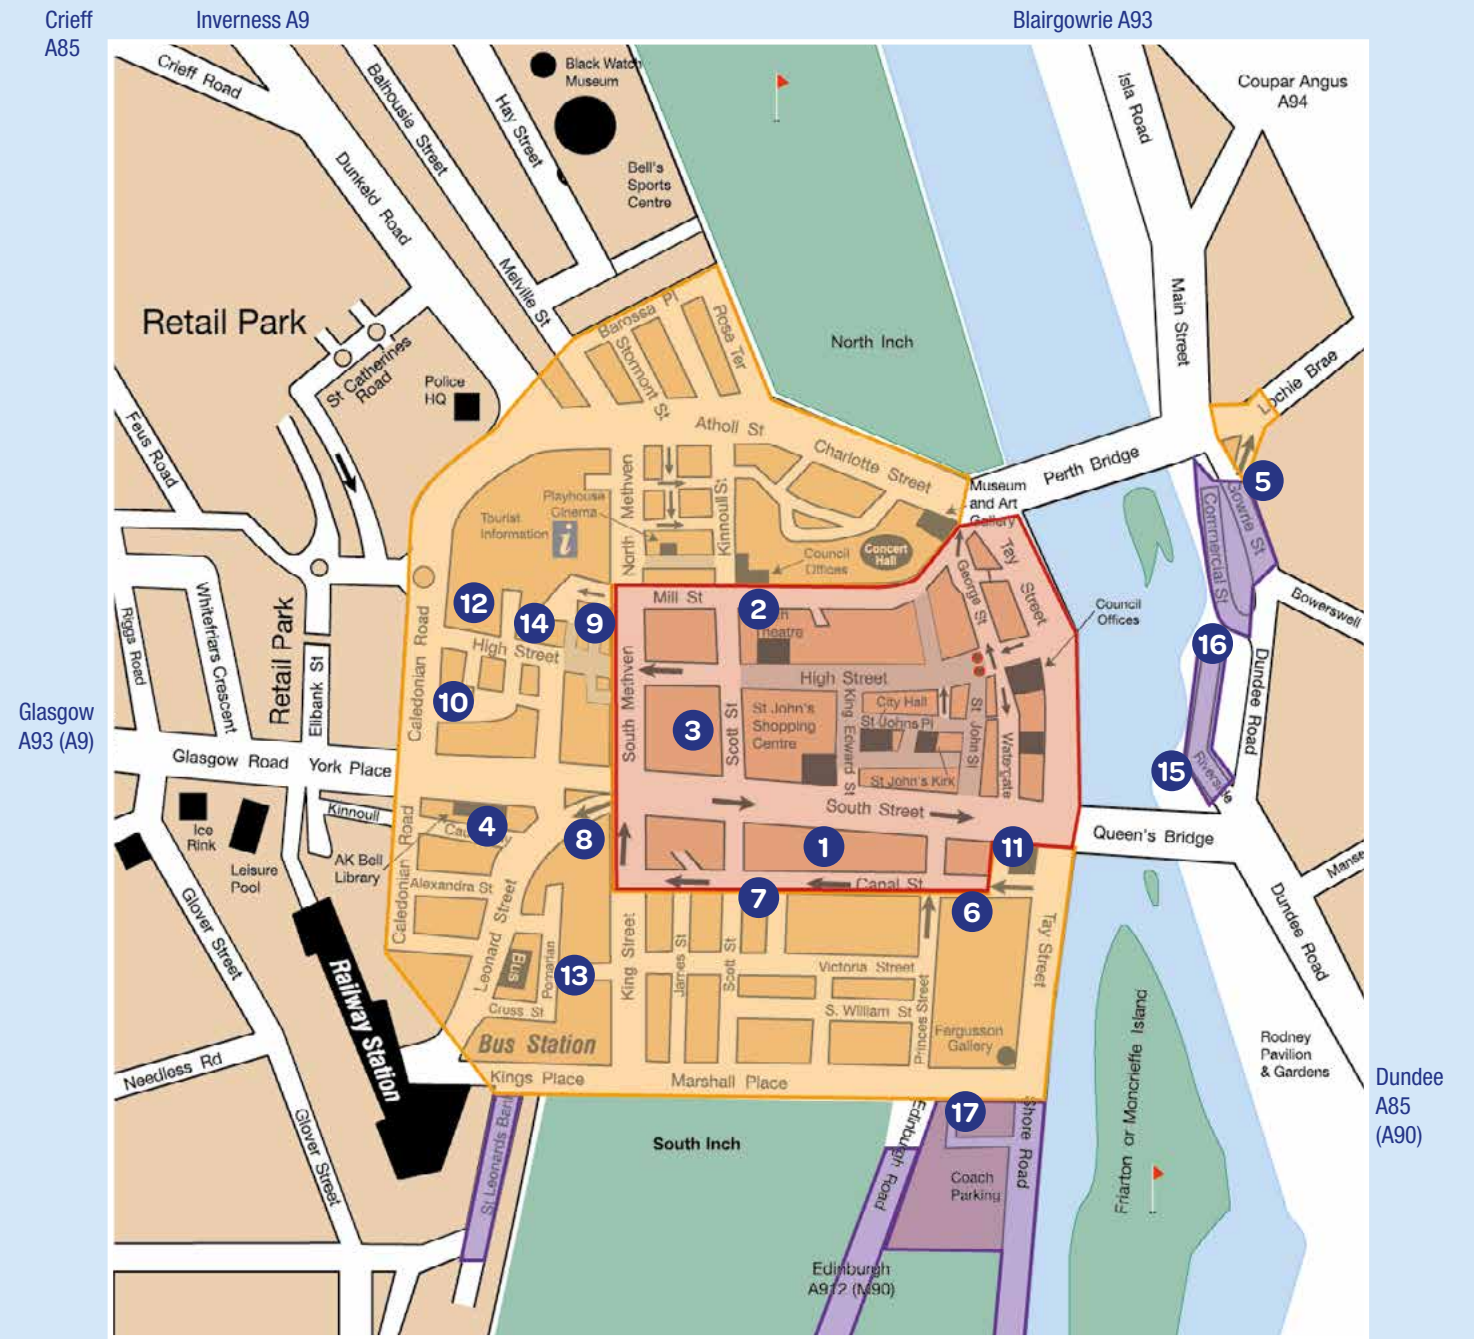 Crieff
A85
Inverness A9
Blairgowrie A93
Crieff Road
Balhousie Street
Hay Street
Black Watch
Museum
Isla Road
Coupar Angus
A94
Dunkeld Road
Bell's
Sports
Centre
Melville St
Retail Park
St Catherines
Road
Police
HQ
Barossa Pl
Stormont St
Rose Ter
North Inch
Main Street
Lochie Brae
Feus Road
Atholl St
Charlotte Street
Perth Bridge
Museum
and Art
Gallery
5
Gowrie St
Commercial St
North Methven
Kinnoull St
Playhouse
Cinema
Tourist
Information
i
Council
Offices
Concert
Hall
George St
Tay Street
Council
Offices
Bowerswell
Riggs Road
Whitefriars Crescent
Retail Park
Elibank St
Caledonian Road
12
14
9
High Street
10
Mill St
2
Theatre
High Street
City Hall
St Johns Pl
St John's Kirk
King Edward St
St John St
Watergate
South Methven
Scott St
3
St John's
Shopping
Centre
16
Dundee Road
15
Riverside
Glasgow
A93 (A9)
Glasgow Road
York Place
South Street
Queen's Bridge
Kinnoull
Ice
Rink
Leisure
Pool
AK Bell
Library
4
8
1
11
Canal St
7
6
Manse
Caledonian Road
Alexandra St
Leonard Street
Glover Street
Railway Station
Bus
Pomarian
13
Cross St
Bus Station
King Street
James St
Scott St
Victoria Street
S. William St
Princes Street
Tay Street
Fergusson
Gallery
Dundee Road
Friarton or Moncrieffe Island
Rodney
Pavilion
& Gardens
Dundee
A85
(A90)
Needless Rd
Kings Place
Marshall Place
Glover Street
St Leonards Bank
South Inch
Edinburgh Road
17
Shore Road
Coach
Parking
Edinburgh
A912 (M90)